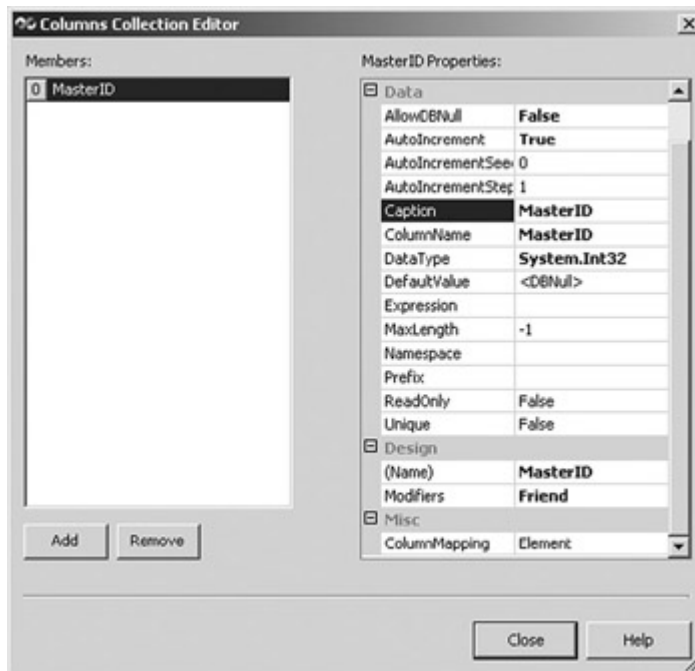 Columns Collection Editor
Members:
MasterID Properties:
0 MasterID
Data
AllowDBNull False
AutoIncrement True
AutoIncrementSee 0
AutoIncrementStep 1
Caption MasterID
ColumnName MasterID
DataType System.Int32
DefaultValue <DBNull>
Expression
MaxLength -1
Namespace
Prefix
ReadOnly False
Unique False
Design
(Name) MasterID
Modifiers Friend
Misc
ColumnMapping Element
Add Remove
Close Help